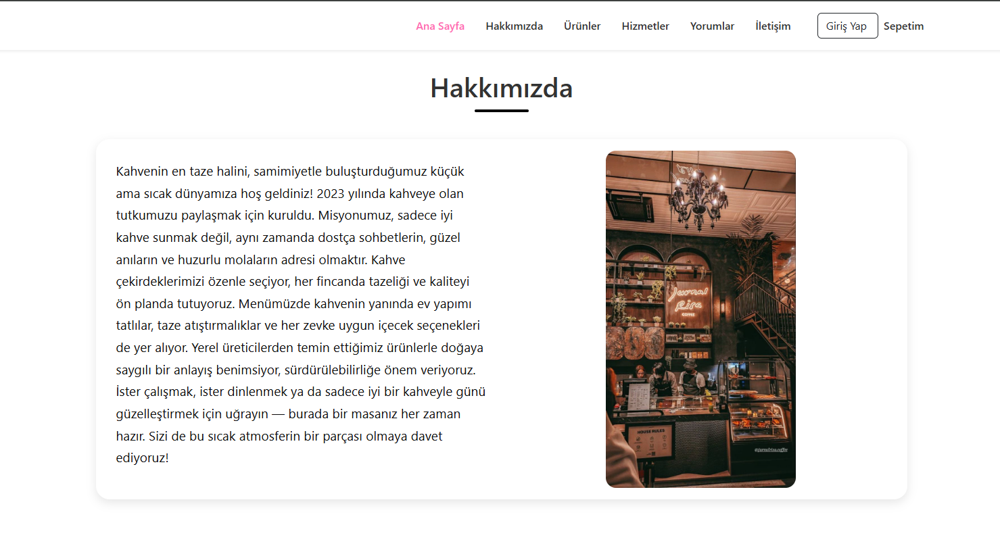 Ana Sayfa Hakkımızda Ürünler Hizmetler Yorumlar İletişim Giriş Yap Sepetim
Hakkımızda
Kahvenin en taze halini, samimiyetle buluşturduğumuz küçük
ama sıcak dünyamıza hoş geldiniz! 2023 yılında kahveye olan
tutkumuzu paylaşmak için kuruldu. Misyonumuz, sadece iyi
kahve sunmak değil, aynı zamanda dostça sohbetlerin, güzel
anıların ve huzurlu molaların adresi olmaktır. Kahve
çekirdeklerimizi özenle seçiyor, her fincanda tazeliği ve kaliteyi
ön planda tutuyoruz. Menümüzde kahvenin yanında ev yapımı
tatlılar, taze atıştırmalıklar ve her zevke uygun içecek seçenekleri
de yer alıyor. Yerel üreticilerden temin ettiğimiz ürünlerle doğaya
saygılı bir anlayış benimsiyor, sürdürülebilirliğe önem veriyoruz.
İster çalışmak, ister dinlenmek ya da sadece iyi bir kahveyle günü
güzelleştirmek için uğrayın — burada bir masanız her zaman
hazır. Sizi de bu sıcak atmosferin bir parçası olmaya davet
ediyoruz!
Jurnal
Risa
COFFEE
HOUSE RULES
@jurnalrisa.coffee